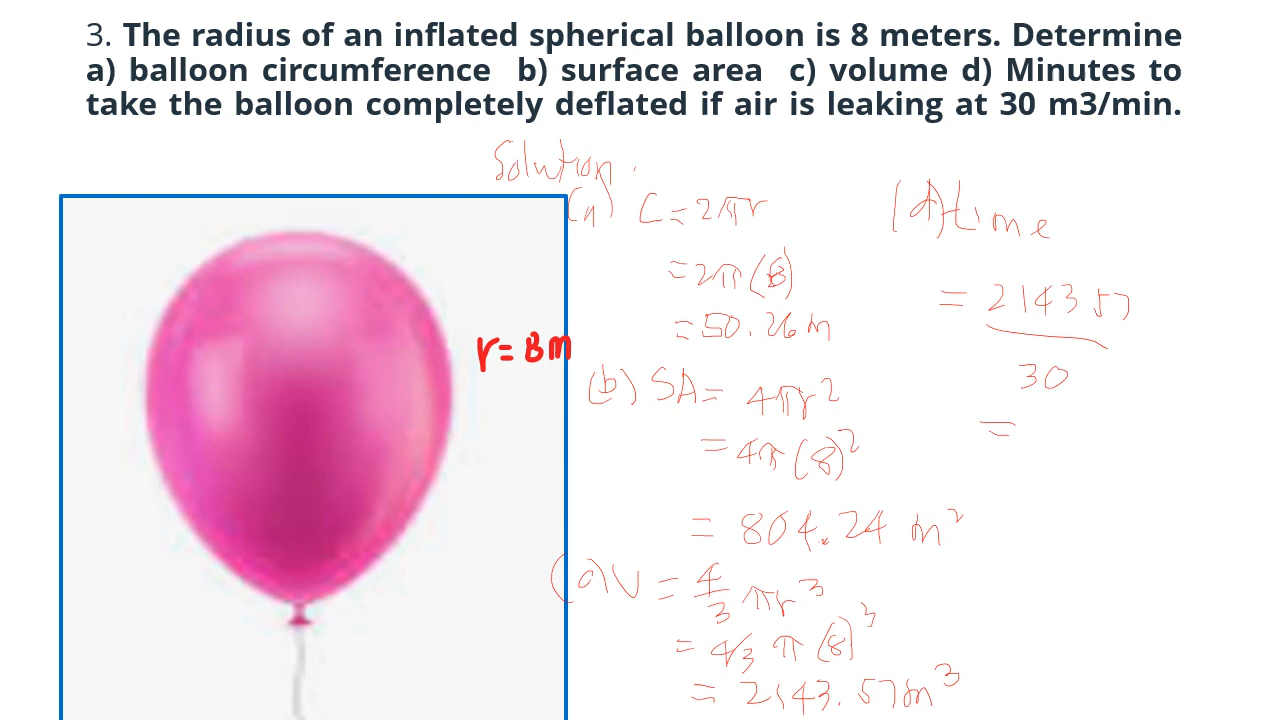 3. The radius of an inflated spherical balloon is 8 meters. Determine
a) balloon circumference b) surface area c) volume d) Minutes to
take the balloon completely deflated if air is leaking at 30 m3/min.
Solution.
(a) C = 2πr
= 2π(8)
= 50.26 m
r = 8m
(b) SA = 4πr²
= 4π(8)²
= 804.24 m²
(c) V = 4/3 πr³
= 4/3 π(8)³
= 2143.57m³
(d) time
= 2143 57
30
=